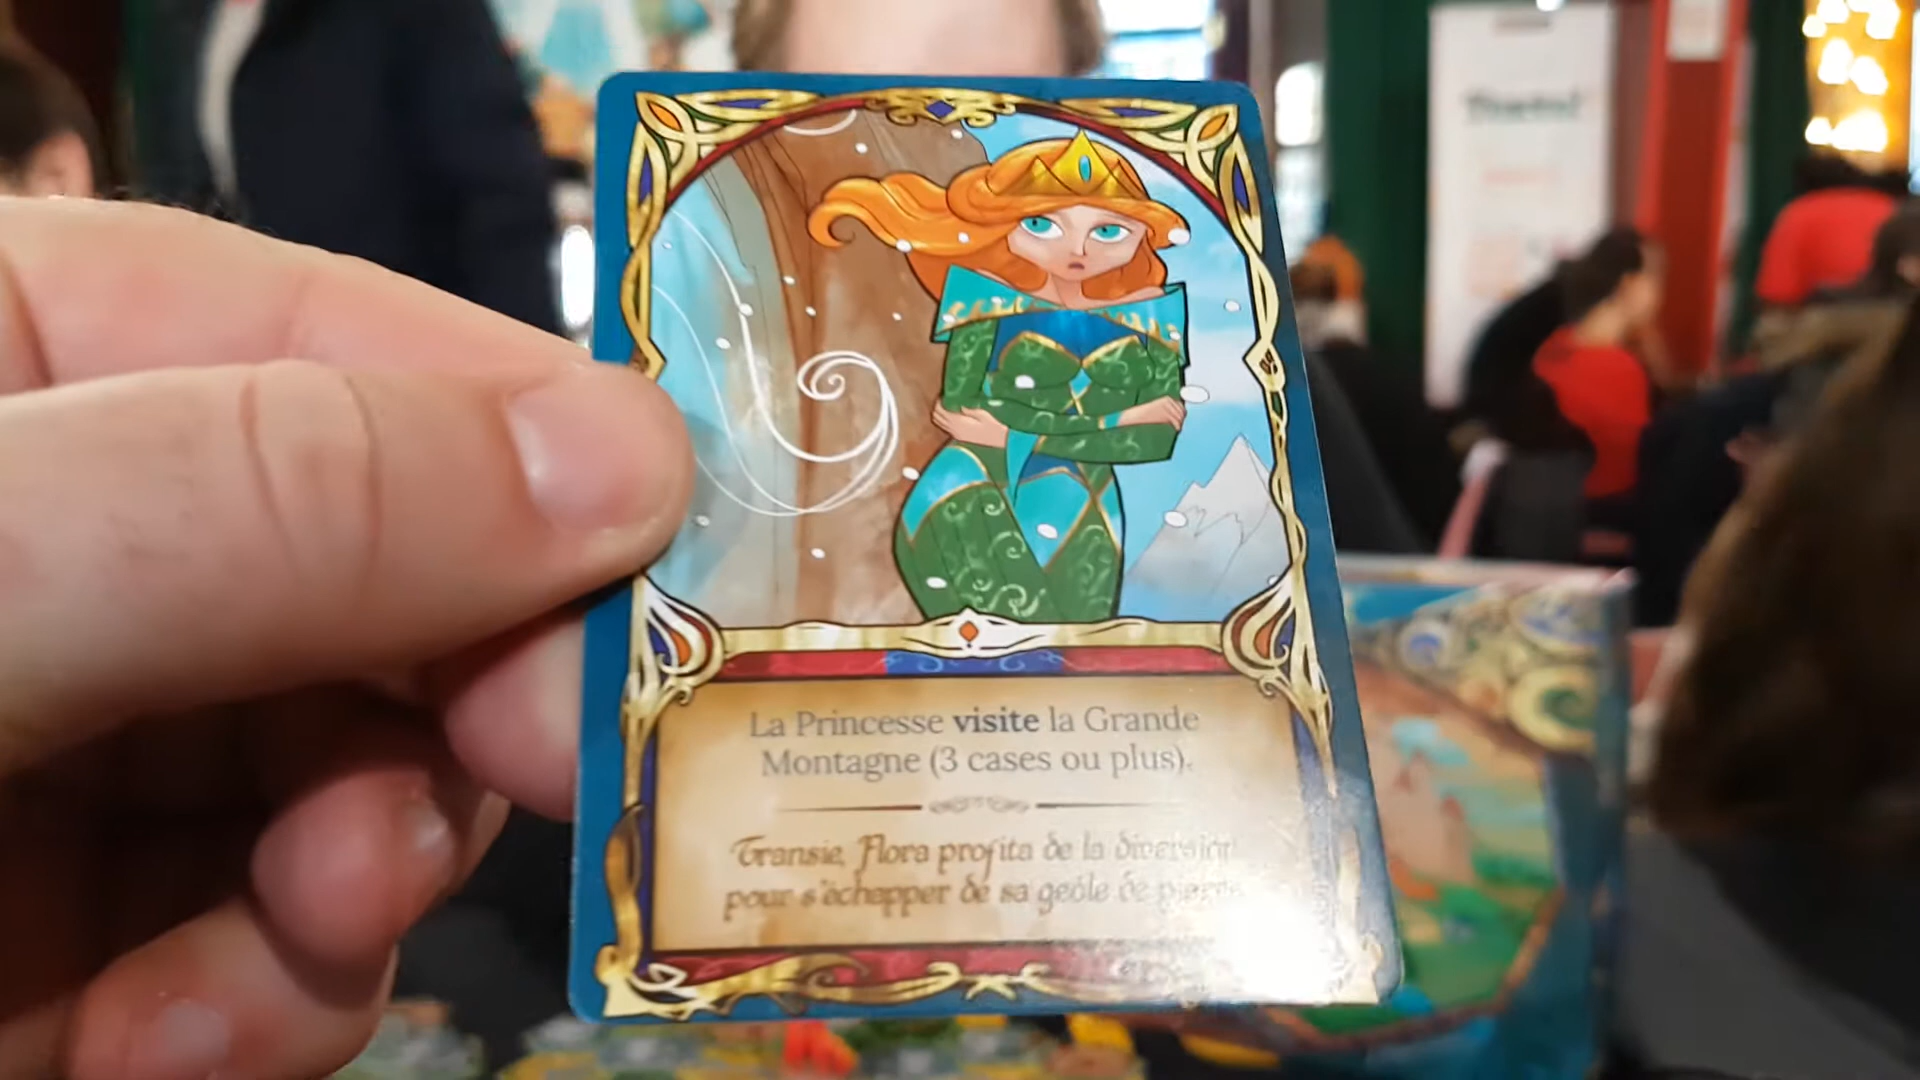 La Princesse visite la Grande
Montagne (3 cases ou plus).
Transie, Flora profita de la diversion
pour s'échapper de sa geôle de pierre